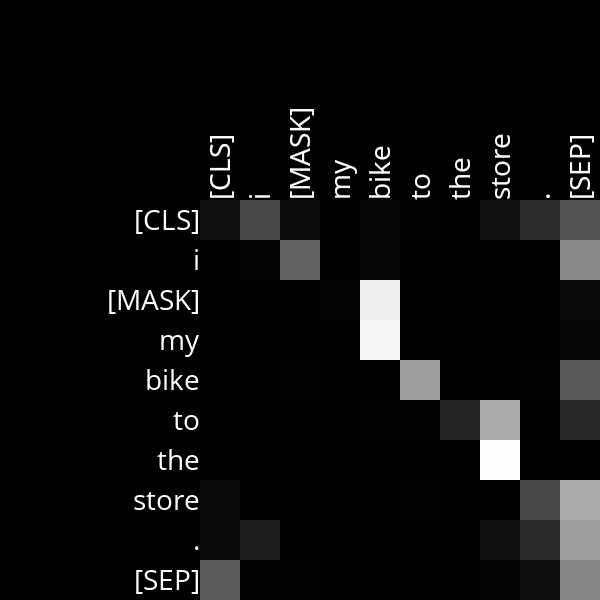 [CLS]
i
[MASK]
my
bike
to
the
store
.
[SEP]
[CLS]
i
[MASK]
my
bike
to
the
store
.
[SEP]